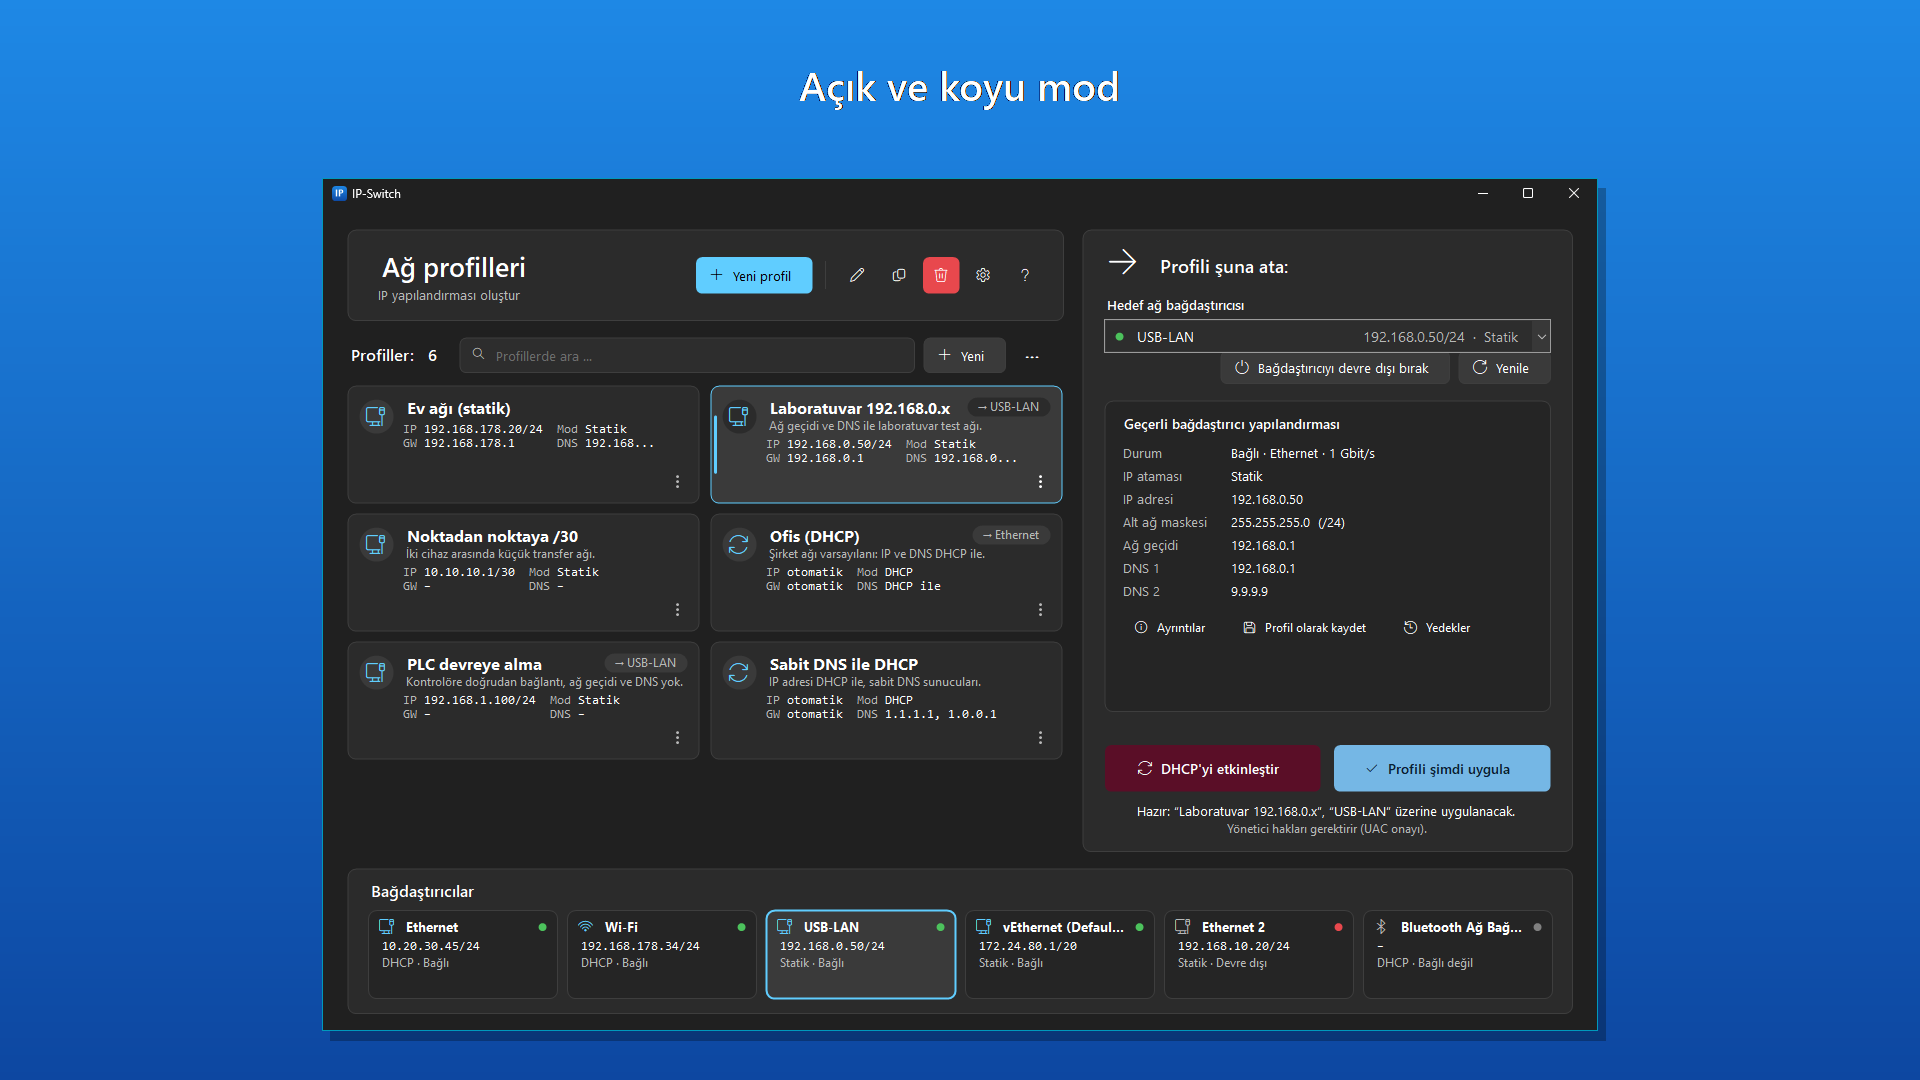 Açık ve koyu mod
IP IP-Switch
Ağ profilleri
IP yapılandırması oluştur
Yeni profil
?
Profiller: 6
Profillerde ara ...
Yeni
Ev ağı (statik)
IP 192.168.178.20/24 Mod Statik
GW 192.168.178.1 DNS 192.168...
Laboratuvar 192.168.0.x
→ USB-LAN
Ağ geçidi ve DNS ile laboratuvar test ağı.
IP 192.168.0.50/24 Mod Statik
GW 192.168.0.1 DNS 192.168.0...
Noktadan noktaya /30
İki cihaz arasında küçük transfer ağı.
IP 10.10.10.1/30 Mod Statik
GW – DNS –
Ofis (DHCP)
→ Ethernet
Şirket ağı varsayılanı: IP ve DNS DHCP ile.
IP otomatik Mod DHCP
GW otomatik DNS DHCP ile
PLC devreye alma
→ USB-LAN
Kontrolöre doğrudan bağlantı, ağ geçidi ve DNS yok.
IP 192.168.1.100/24 Mod Statik
GW – DNS –
Sabit DNS ile DHCP
IP adresi DHCP ile, sabit DNS sunucuları.
IP otomatik Mod DHCP
GW otomatik DNS 1.1.1.1, 1.0.0.1
Profili şuna ata:
Hedef ağ bağdaştırıcısı
USB-LAN 192.168.0.50/24 · Statik
Bağdaştırıcıyı devre dışı bırak
Yenile
Geçerli bağdaştırıcı yapılandırması
Durum Bağlı · Ethernet · 1 Gbit/s
IP ataması Statik
IP adresi 192.168.0.50
Alt ağ maskesi 255.255.255.0 (/24)
Ağ geçidi 192.168.0.1
DNS 1 192.168.0.1
DNS 2 9.9.9.9
Ayrıntılar
Profil olarak kaydet
Yedekler
DHCP'yi etkinleştir
Profili şimdi uygula
Hazır: “Laboratuvar 192.168.0.x”, “USB-LAN” üzerine uygulanacak.
Yönetici hakları gerektirir (UAC onayı).
Bağdaştırıcılar
Ethernet
10.20.30.45/24
DHCP · Bağlı
Wi-Fi
192.168.178.34/24
DHCP · Bağlı
USB-LAN
192.168.0.50/24
Statik · Bağlı
vEthernet (Defaul...
172.24.80.1/20
Statik · Bağlı
Ethernet 2
192.168.10.20/24
Statik · Devre dışı
Bluetooth Ağ Bağ...
–
DHCP · Bağlı değil